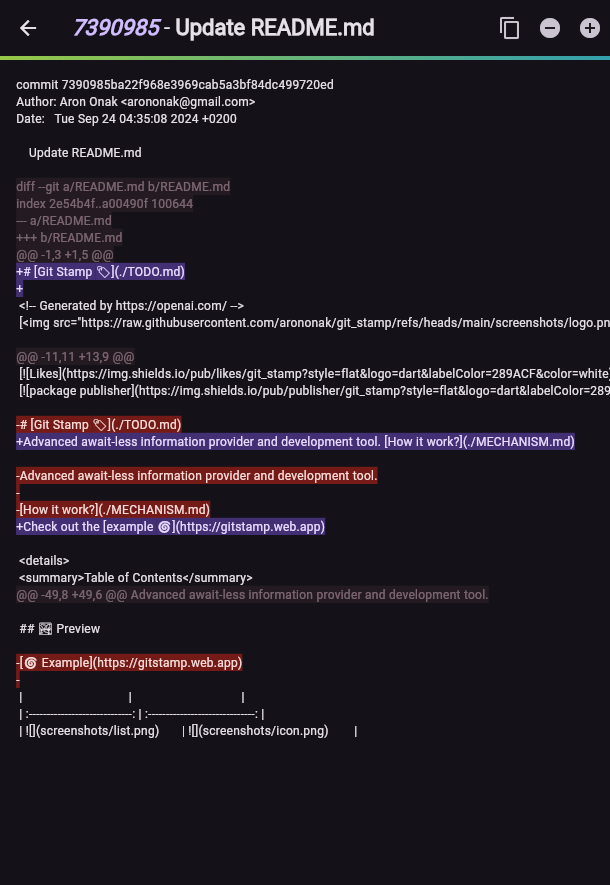 7390985 - Update README.md
commit 7390985ba22f968e3969cab5a3bf84dc499720ed
Author: Aron Onak <arononak@gmail.com>
Date:   Tue Sep 24 04:35:08 2024 +0200
Update README.md
diff --git a/README.md b/README.md
index 2e54b4f..a00490f 100644
--- a/README.md
+++ b/README.md
@@ -1,3 +1,5 @@
+# [Git Stamp 🏷](./TODO.md)
+
<!-- Generated by https://openai.com/ -->
[<img src="https://raw.githubusercontent.com/arononak/git_stamp/refs/heads/main/screenshots/logo.pn
@@ -11,11 +13,9 @@
[![Likes](https://img.shields.io/pub/likes/git_stamp?style=flat&logo=dart&labelColor=289ACF&color=white)
[![package publisher](https://img.shields.io/pub/publisher/git_stamp?style=flat&logo=dart&labelColor=289
-# [Git Stamp 🏷](./TODO.md)
+Advanced await-less information provider and development tool. [How it work?](./MECHANISM.md)
-Advanced await-less information provider and development tool.
-
-[How it work?](./MECHANISM.md)
+Check out the [example 🌀](https://gitstamp.web.app)
<details>
<summary>Table of Contents</summary>
@@ -49,8 +49,6 @@ Advanced await-less information provider and development tool.
## 🏞 Preview
-[🌀 Example](https://gitstamp.web.app)
-
| | |
| :---------------------------: | :----------------------------: |
| ![](screenshots/list.png) | ![](screenshots/icon.png) |